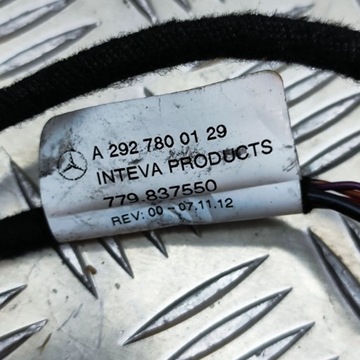 A 292 780 01 29
INTEVA PRODUCTS
779 837550
REV: 00 - 07.11.12